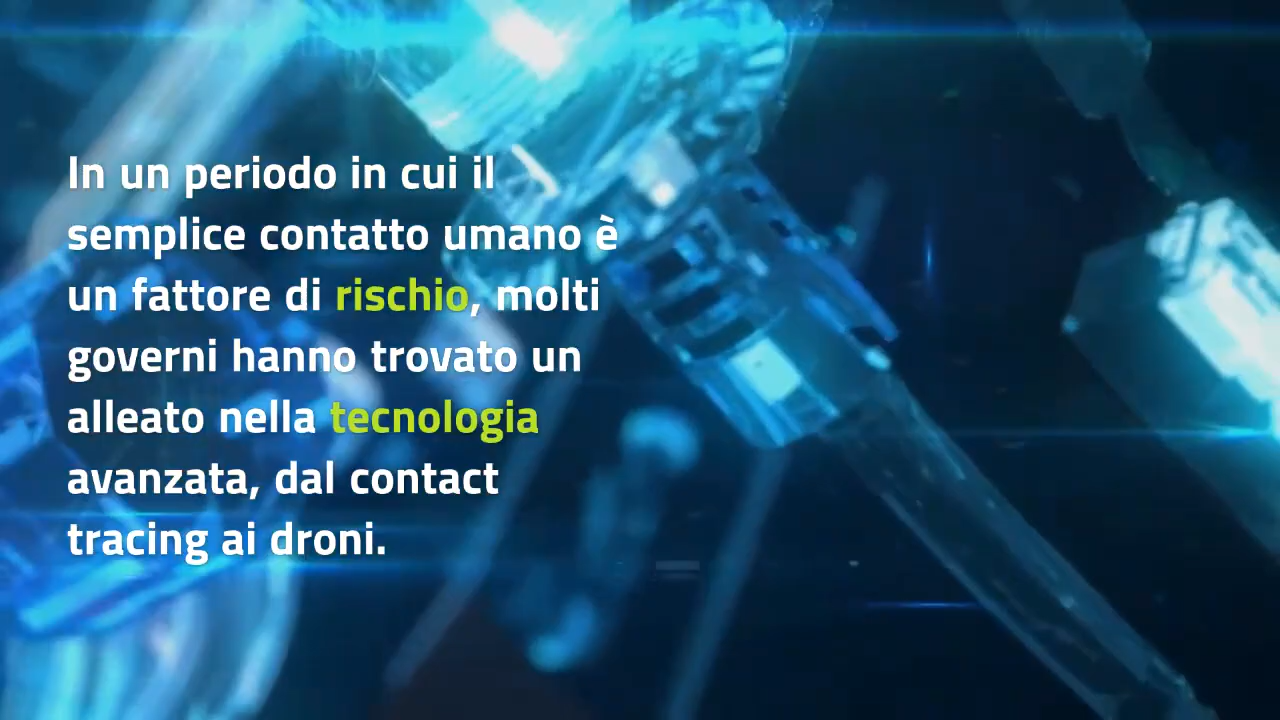 In un periodo in cui il
semplice contatto umano è
un fattore di rischio, molti
governi hanno trovato un
alleato nella tecnologia
avanzata, dal contact
tracing ai droni.